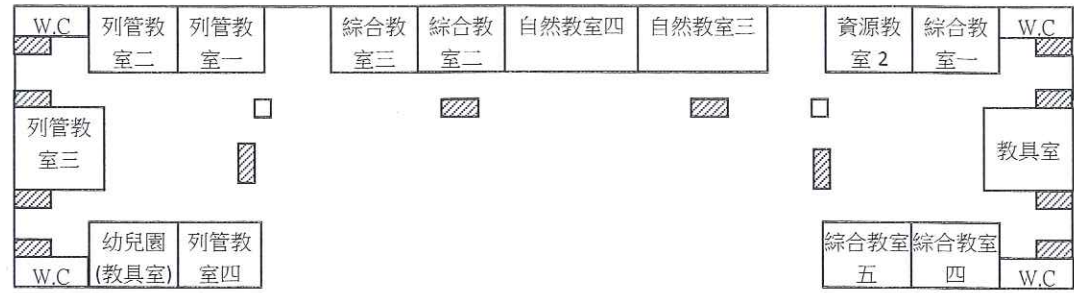 W.C
列管教
室二
列管教
室一
綜合教
室三
綜合教
室二
自然教室四
自然教室三
資源教
室2
綜合教
室一
W.C
列管教
室三
教具室
W.C
幼兒園
(教具室)
列管教
室四
綜合教室
五
綜合教室
四
W.C